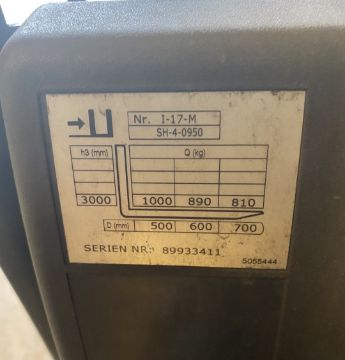 Nr. I-17-M
SH-4-0950
h3 (mm) Q (kg)
3000 1000 890 810
D (mm) 500 600 700
SERIEN NR.: 89933411
5055444